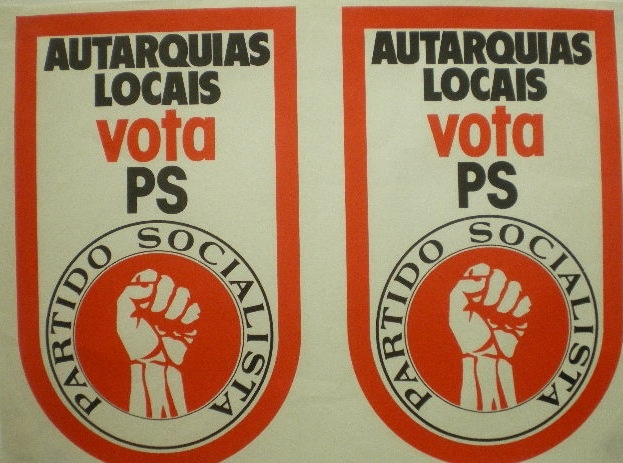 AUTARQUIAS
LOCAIS
vota
PS
PARTIDO SOCIALISTA
AUTARQUIAS
LOCAIS
vota
PS
PARTIDO SOCIALISTA